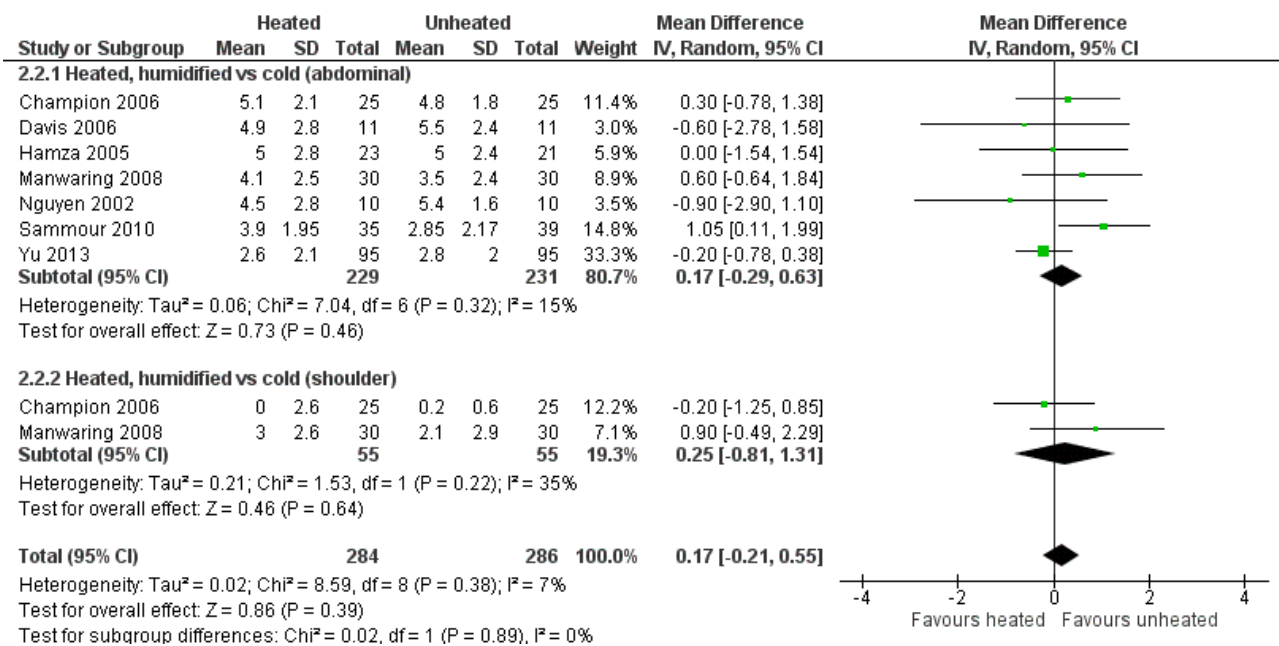 Heated Unheated Mean Difference Mean Difference
Study or Subgroup Mean SD Total Mean SD Total Weight IV, Random, 95% CI IV, Random, 95% CI
2.2.1 Heated, humidified vs cold (abdominal)
Champion 2006 5.1 2.1 25 4.8 1.8 25 11.4% 0.30 [-0.78, 1.38]
Davis 2006 4.9 2.8 11 5.5 2.4 11 3.0% -0.60 [-2.78, 1.58]
Hamza 2005 5 2.8 23 5 2.4 21 5.9% 0.00 [-1.54, 1.54]
Manwaring 2008 4.1 2.5 30 3.5 2.4 30 8.9% 0.60 [-0.64, 1.84]
Nguyen 2002 4.5 2.8 10 5.4 1.6 10 3.5% -0.90 [-2.90, 1.10]
Sammour 2010 3.9 1.95 35 2.85 2.17 39 14.8% 1.05 [0.11, 1.99]
Yu 2013 2.6 2.1 95 2.8 2 95 33.3% -0.20 [-0.78, 0.38]
Subtotal (95% CI) 229 231 80.7% 0.17 [-0.29, 0.63]
Heterogeneity: Tau² = 0.06; Chi² = 7.04, df = 6 (P = 0.32); I² = 15%
Test for overall effect: Z = 0.73 (P = 0.46)
2.2.2 Heated, humidified vs cold (shoulder)
Champion 2006 0 2.6 25 0.2 0.6 25 12.2% -0.20 [-1.25, 0.85]
Manwaring 2008 3 2.6 30 2.1 2.9 30 7.1% 0.90 [-0.49, 2.29]
Subtotal (95% CI) 55 55 19.3% 0.25 [-0.81, 1.31]
Heterogeneity: Tau² = 0.21; Chi² = 1.53, df = 1 (P = 0.22); I² = 35%
Test for overall effect: Z = 0.46 (P = 0.64)
Total (95% CI) 284 286 100.0% 0.17 [-0.21, 0.55]
Heterogeneity: Tau² = 0.02; Chi² = 8.59, df = 8 (P = 0.38); I² = 7%
Test for overall effect: Z = 0.86 (P = 0.39)
Test for subgroup differences: Chi² = 0.02, df = 1 (P = 0.89), I² = 0%
-4 -2 0 2 4
Favours heated Favours unheated